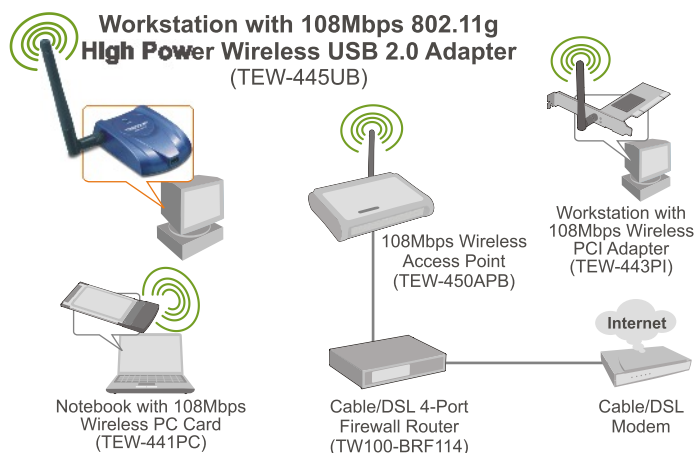 Workstation with 108Mbps 802.11g
High Power Wireless USB 2.0 Adapter
(TEW-445UB)
108Mbps Wireless
Access Point
(TEW-450APB)
Workstation with
108Mbps Wireless
PCI Adapter
(TEW-443PI)
Notebook with 108Mbps
Wireless PC Card
(TEW-441PC)
Cable/DSL 4-Port
Firewall Router
(TW100-BRF114)
Internet
Cable/DSL
Modem